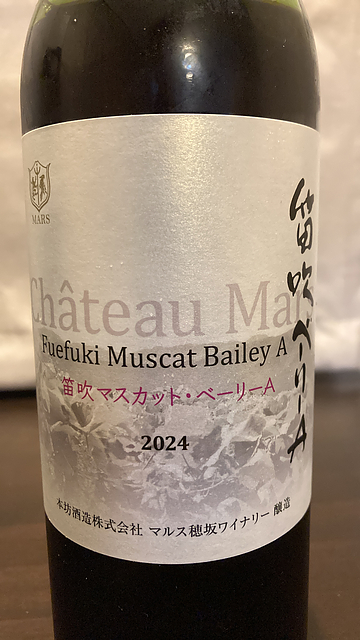 MARS
笛吹ベーリーA
Château Mar
Fuefuki Muscat Bailey A
笛吹マスカット・ベーリーA
2024
本坊酒造株式会社 マルス穂坂ワイナリー 醸造